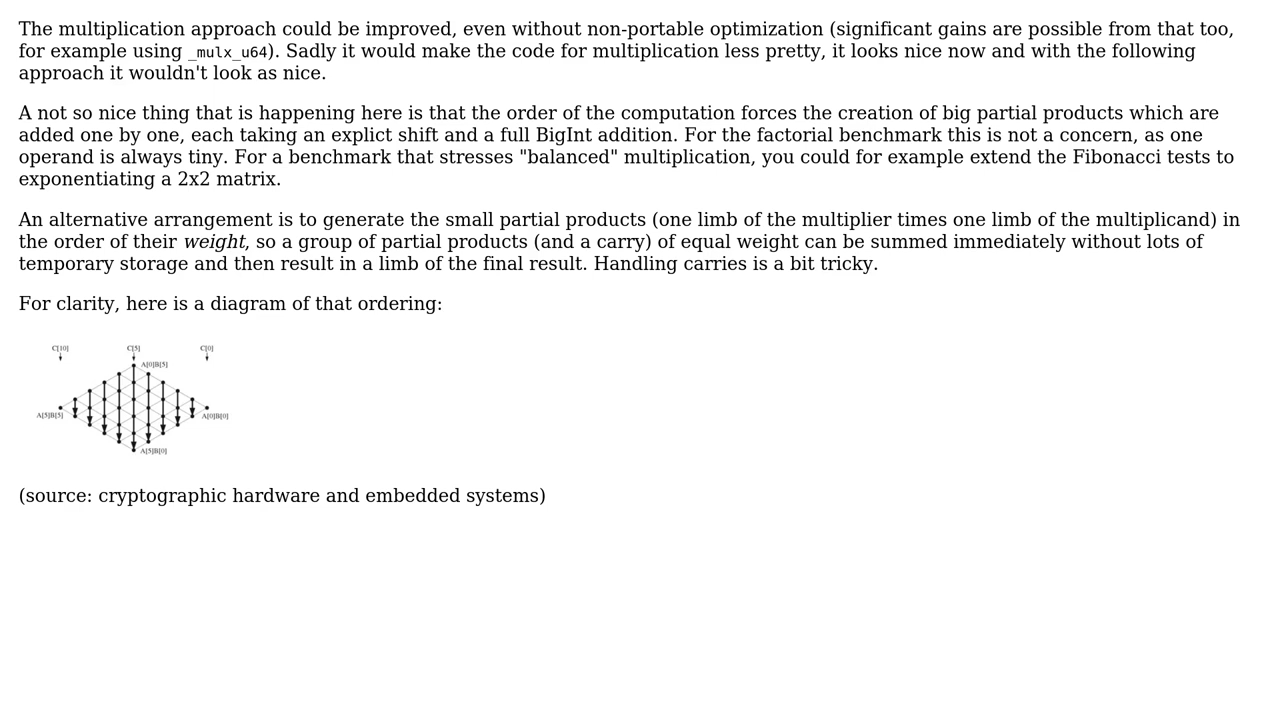 The multiplication approach could be improved, even without non-portable optimization (significant gains are possible from that too,
for example using _mulx_u64). Sadly it would make the code for multiplication less pretty, it looks nice now and with the following
approach it wouldn't look as nice.
A not so nice thing that is happening here is that the order of the computation forces the creation of big partial products which are
added one by one, each taking an explict shift and a full BigInt addition. For the factorial benchmark this is not a concern, as one
operand is always tiny. For a benchmark that stresses "balanced" multiplication, you could for example extend the Fibonacci tests to
exponentiating a 2x2 matrix.
An alternative arrangement is to generate the small partial products (one limb of the multiplier times one limb of the multiplicand) in
the order of their weight, so a group of partial products (and a carry) of equal weight can be summed immediately without lots of
temporary storage and then result in a limb of the final result. Handling carries is a bit tricky.
For clarity, here is a diagram of that ordering:
C[10] C[5] C[0]
A[0]B[5]
A[5]B[5] A[0]B[0]
A[5]B[0]
(source: cryptographic hardware and embedded systems)